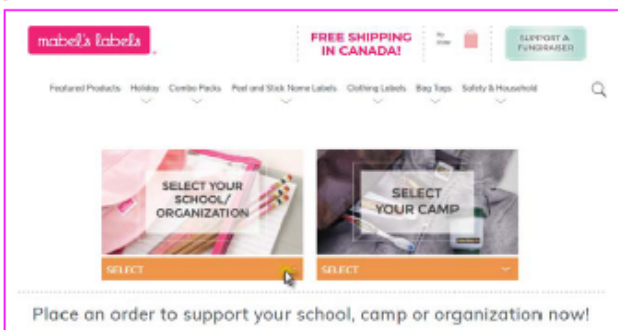 mabel's labels
FREE SHIPPING
IN CANADA!
SUPPORT A
FUNDRAISER
Featured Products Holiday Combo Packs Peel and Stick Name Labels Clothing Labels Bag Tags Safety & Household
SELECT YOUR
SCHOOL/
ORGANIZATION
SELECT
YOUR CAMP
SELECT
SELECT
Place an order to support your school, camp or organization now!